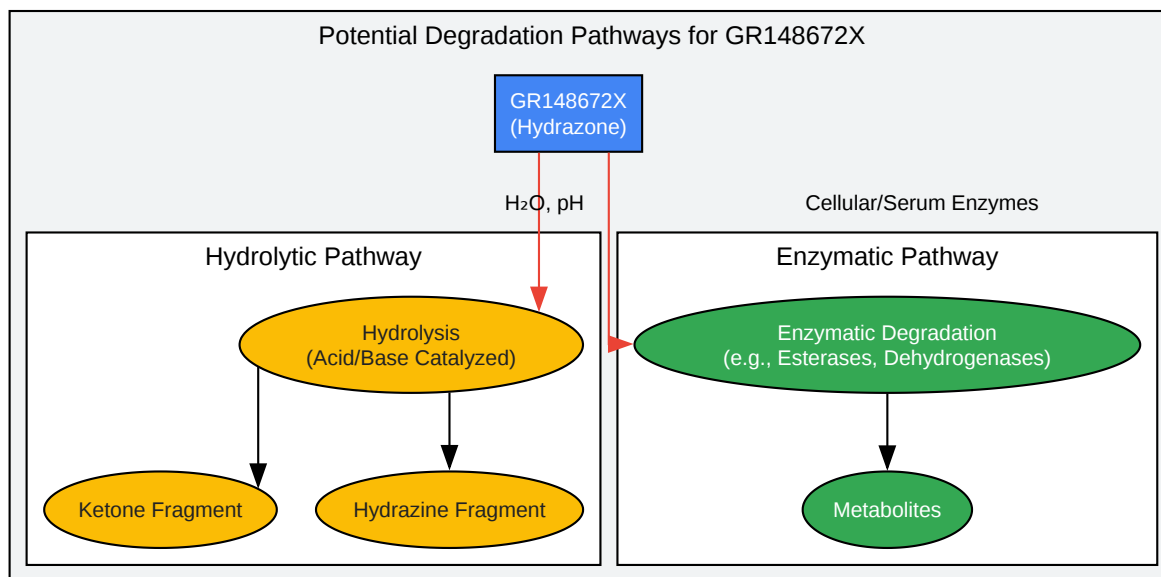 Potential Degradation Pathways for GR148672X
GR148672X
(Hydrazone)
H₂O, pH
Cellular/Serum Enzymes
Hydrolytic Pathway
Hydrolysis
(Acid/Base Catalyzed)
Ketone Fragment
Hydrazine Fragment
Enzymatic Pathway
Enzymatic Degradation
(e.g., Esterases, Dehydrogenases)
Metabolites